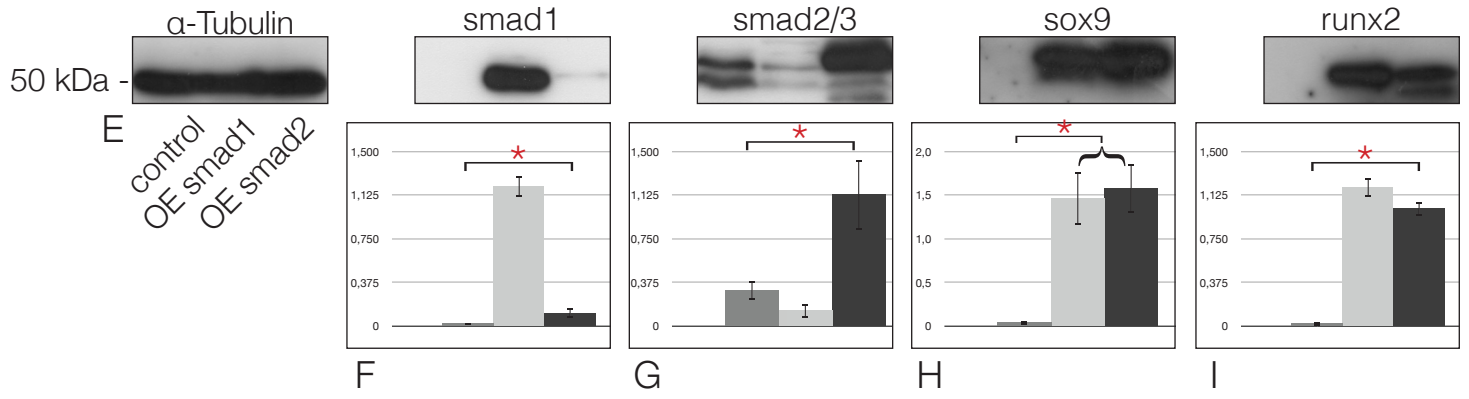 α-Tubulin
smad1
smad2/3
sox9
runx2
50 kDa -
E
control
OE smad1
OE smad2
*
1,500
1,125
0,750
0,375
0
F
*
1,500
1,125
0,750
0,375
0
G
*
2,0
1,5
1,0
0,5
0
H
*
1,500
1,125
0,750
0,375
0
I